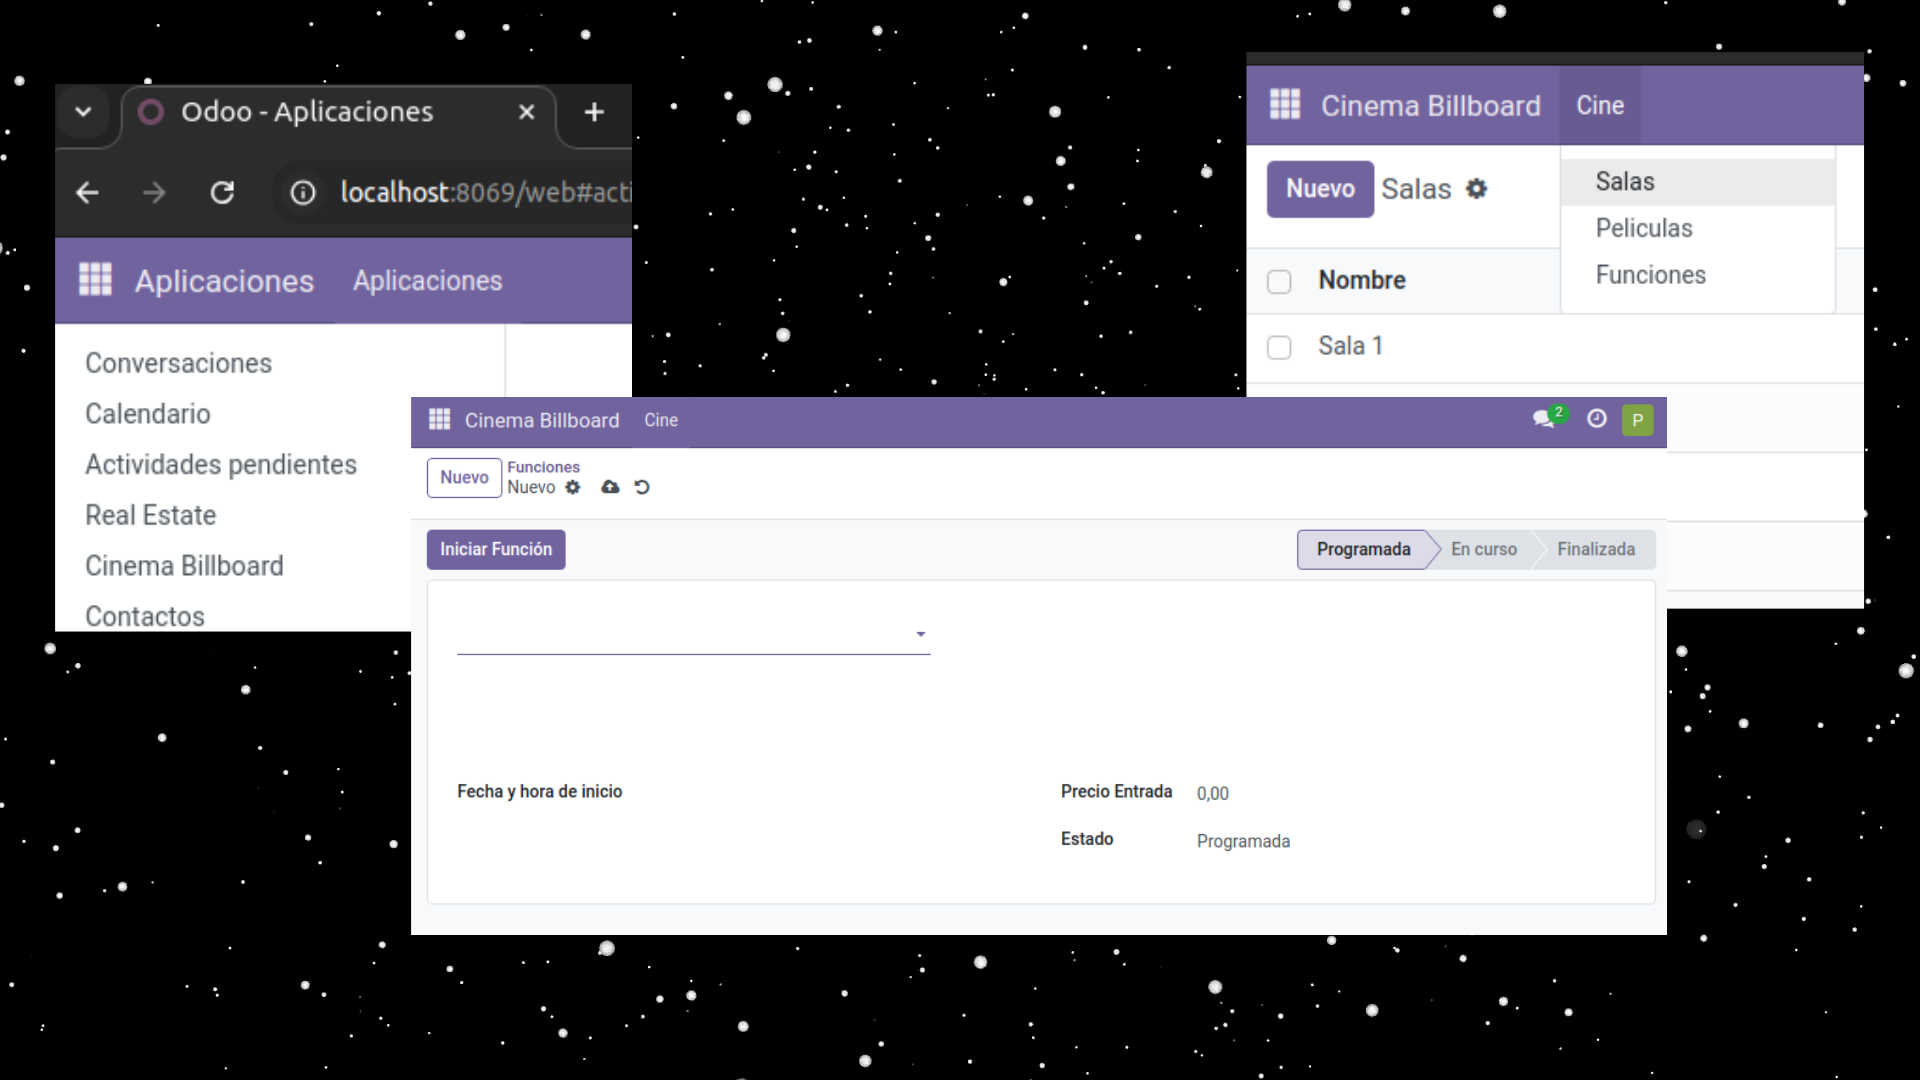 Odoo - Aplicaciones
localhost:8069/web#acti
Aplicaciones Aplicaciones
Conversaciones
Calendario
Actividades pendientes
Real Estate
Cinema Billboard
Contactos
Cinema Billboard Cine
Nuevo Salas
Salas
Peliculas
Funciones
Nombre
Sala 1
Cinema Billboard Cine 2 P
Nuevo Funciones
Nuevo
Iniciar Función Programada En curso Finalizada
Fecha y hora de inicio Precio Entrada 0,00
Estado Programada